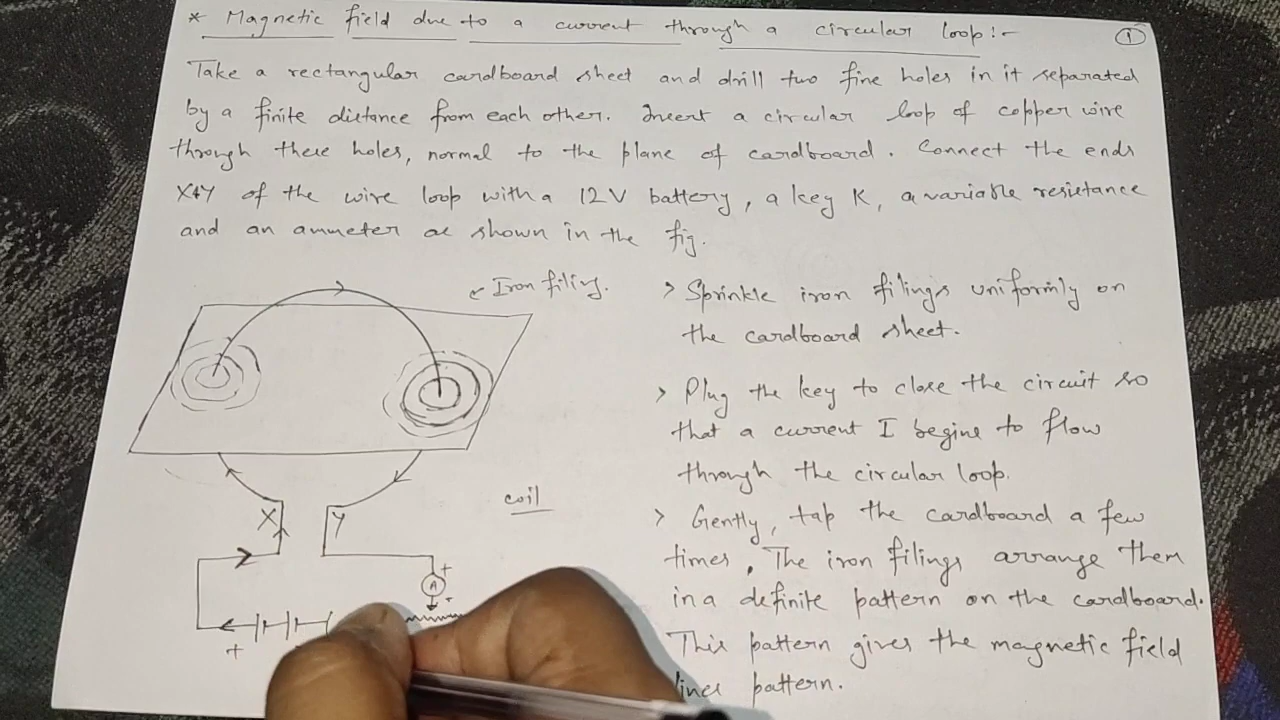 * Magnetic field due to a current through a circular loop:-
①
Take a rectangular cardboard sheet and drill two fine holes in it separated
by a finite distance from each other. Insert a circular loop of copper wire
through these holes, normal to the plane of cardboard. Connect the ends
X&Y of the wire loop with a 12V battery, a key K, a variable resistance
and an ammeter as shown in the fig.
Iron filing.
> Sprinkle iron filings uniformly on
the cardboard sheet.
> Plug the key to close the circuit so
that a current I begins to flow
through the circular loop.
> Gently, tap the cardboard a few
times. The iron filings arrange them
in a definite pattern on the cardboard.
This pattern gives the magnetic field
lines pattern.
coil
X
Y
+
A
+